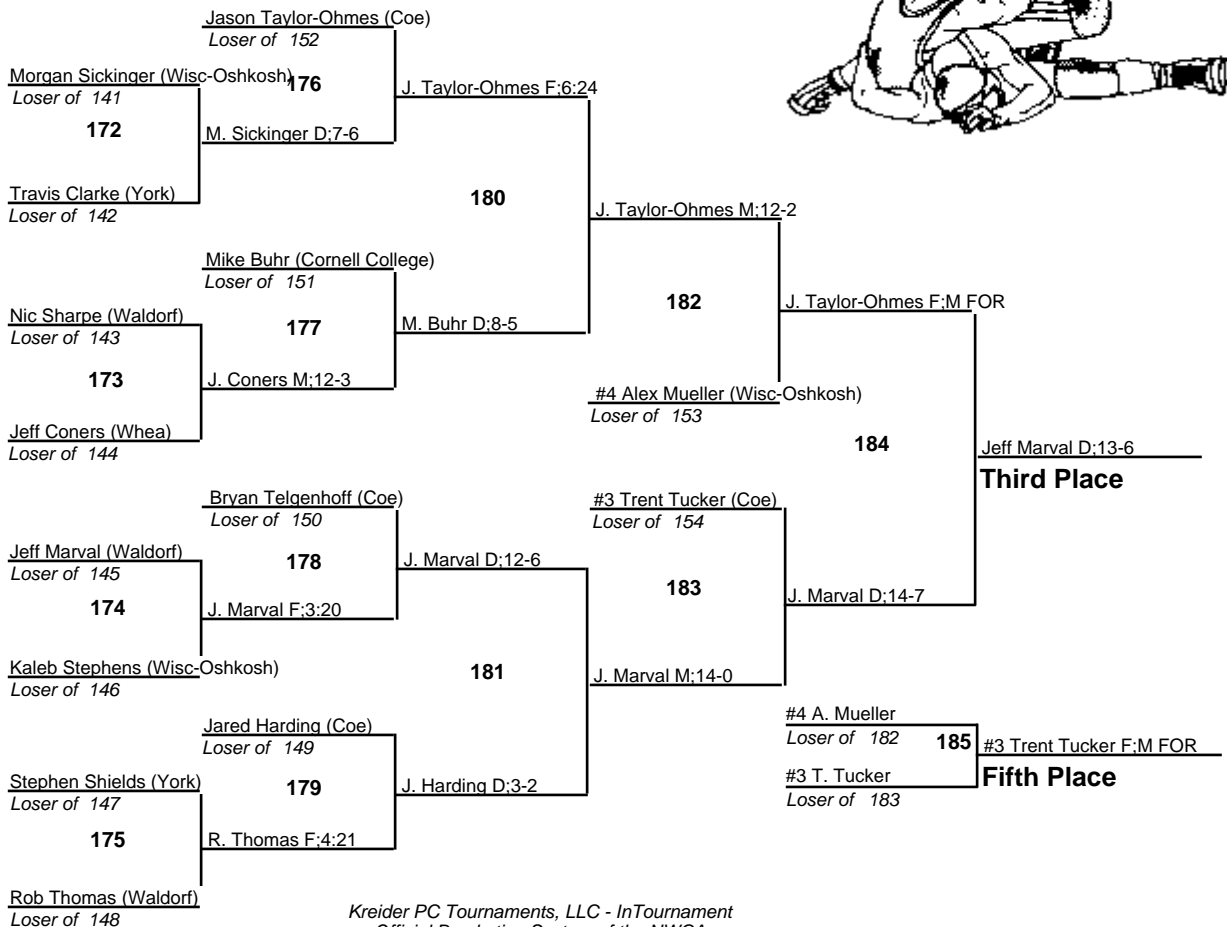 Jason Taylor-Ohmes (Coe)
Loser of 152
Morgan Sickinger (Wisc-Oshkosh)
176
J. Taylor-Ohmes F;6:24
Loser of 141
172
M. Sickinger D;7-6
Travis Clarke (York)
Loser of 142
180
J. Taylor-Ohmes M;12-2
Mike Buhr (Cornell College)
Loser of 151
Nic Sharpe (Waldorf)
Loser of 143
177
M. Buhr D;8-5
182
J. Taylor-Ohmes F;M FOR
173
J. Coners M;12-3
#4 Alex Mueller (Wisc-Oshkosh)
Loser of 153
Jeff Coners (Whea)
Loser of 144
184
Jeff Marval D;13-6
Third Place
Bryan Telgenhoff (Coe)
Loser of 150
#3 Trent Tucker (Coe)
Loser of 154
Jeff Marval (Waldorf)
Loser of 145
178
J. Marval D;12-6
174
J. Marval F;3:20
183
J. Marval D;14-7
Kaleb Stephens (Wisc-Oshkosh)
Loser of 146
181
J. Marval M;14-0
Jared Harding (Coe)
Loser of 149
#4 A. Mueller
Loser of 182
185
#3 Trent Tucker F;M FOR
Stephen Shields (York)
Loser of 147
179
J. Harding D;3-2
#3 T. Tucker
Loser of 183
Fifth Place
175
R. Thomas F;4:21
Rob Thomas (Waldorf)
Loser of 148
Kreider PC Tournaments, LLC - InTournament